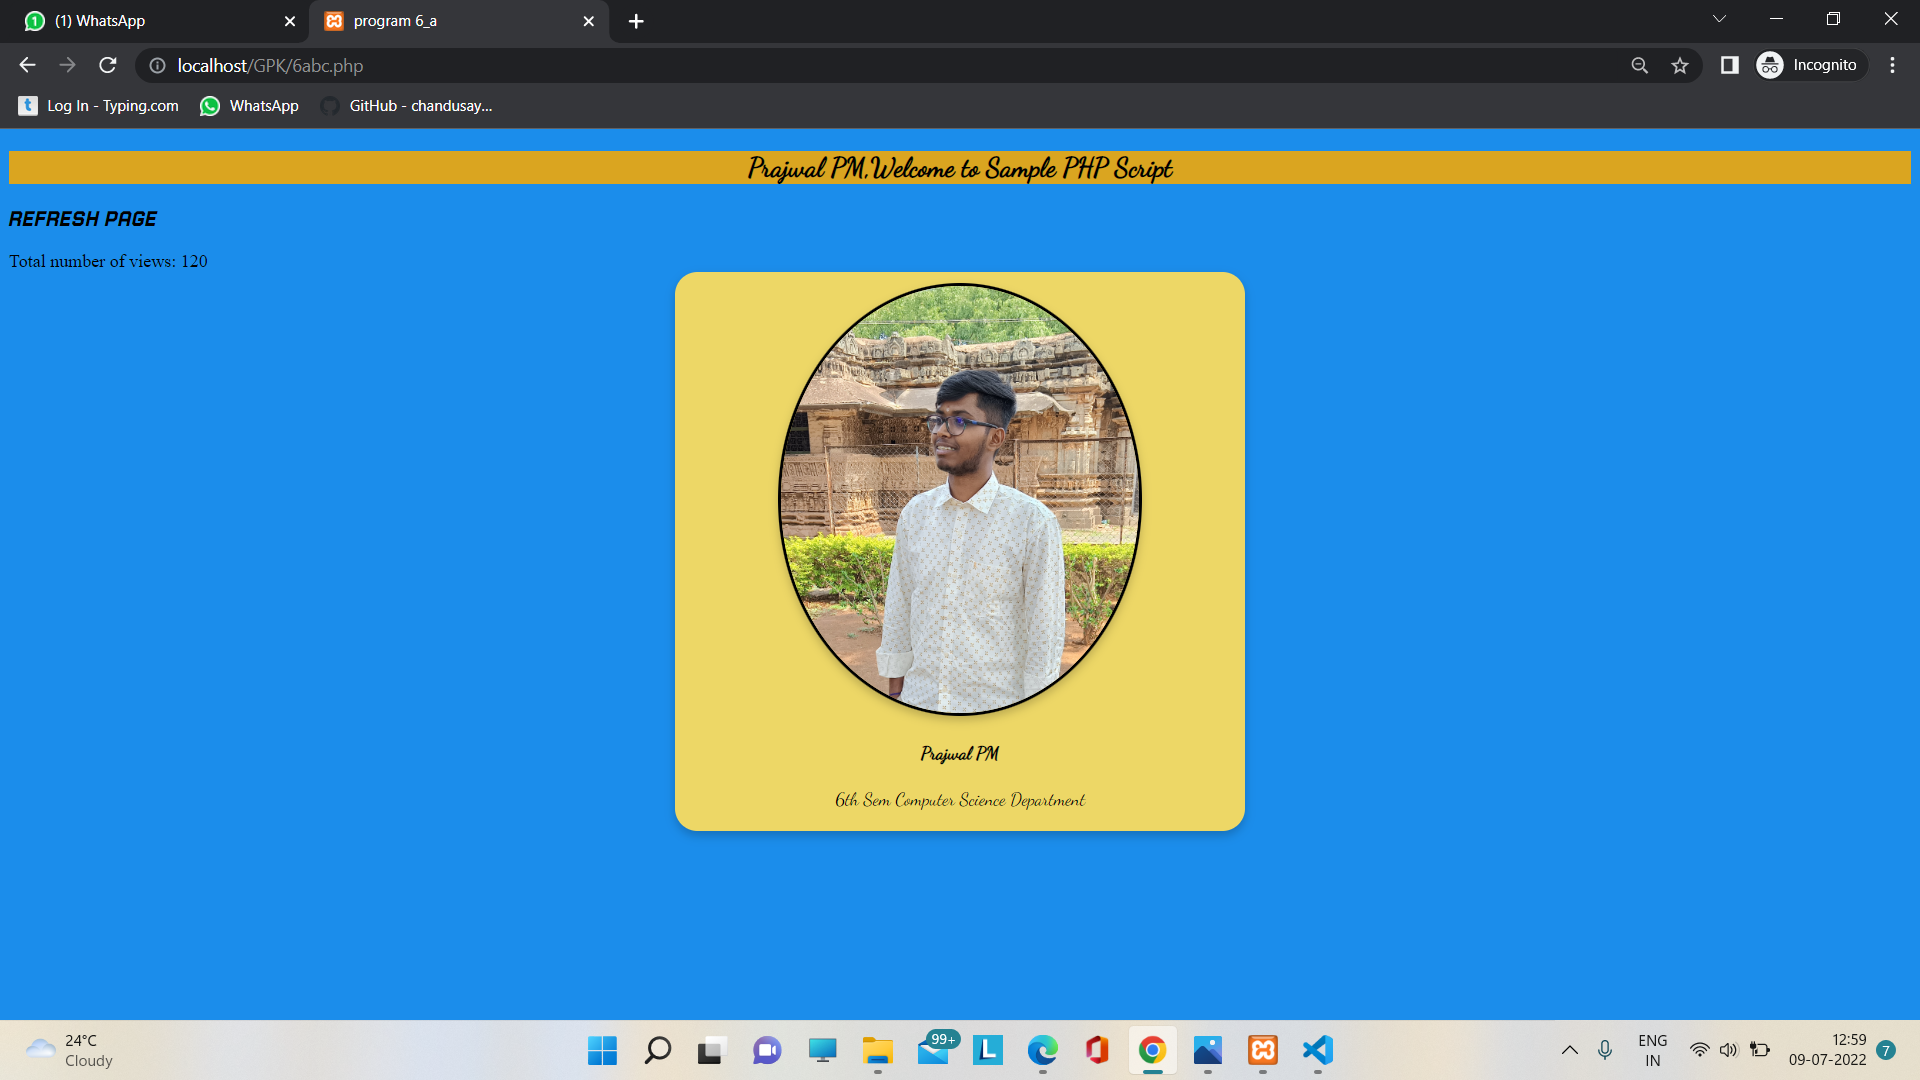 (1) WhatsApp
program 6_a
localhost/GPK/6abc.php
Incognito
Log In - Typing.com
WhatsApp
GitHub - chandusay...
Prajwal PM,Welcome to Sample PHP Script
REFRESH PAGE
Total number of views: 120
Prajwal PM
6th Sem Computer Science Department
24°C
Cloudy
99+
ENG
IN
12:59
09-07-2022
7